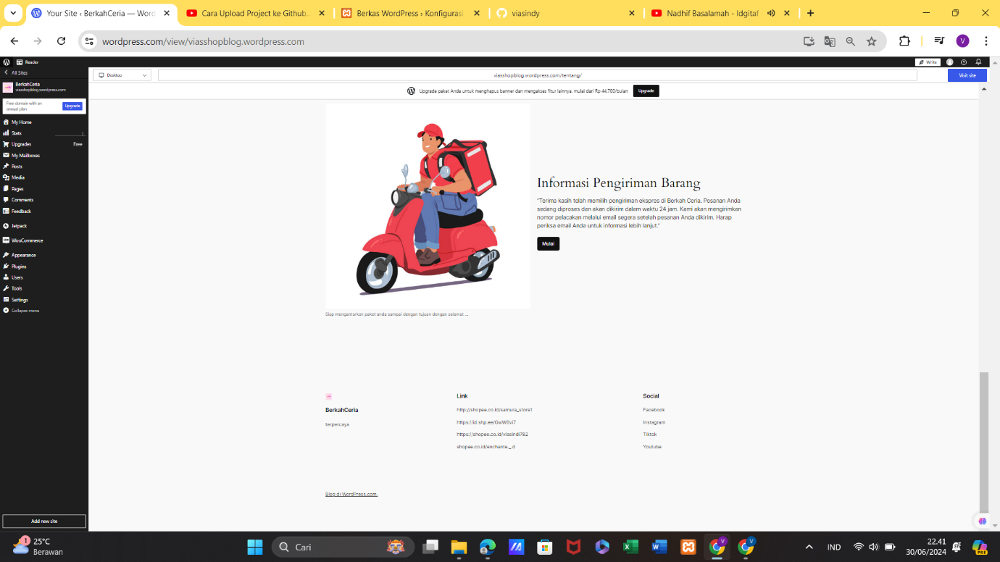 Your Site ‹ BerkahCeria — Word
Cara Upload Project ke Github.
Berkas WordPress › Konfigurasi
viasindy
Nadhif Basalamah - ldgitaf
wordpress.com/view/viasshopblog.wordpress.com
V
Reader
Write
All Sites
BerkahCeria
viasshopblog.wordpress.com
Desktop
viasshopblog.wordpress.com/tentang/
Visit site
Upgrade paket Anda untuk menghapus banner dan mengakses fitur lainnya, mulai dari Rp 44.700/bulan
Upgrade
Free domain with an
annual plan
Upgrade
My Home
Stats
Upgrades
Free
My Mailboxes
Posts
Media
Pages
Comments
Feedback
Jetpack
WooCommerce
Appearance
Plugins
Users
Tools
Settings
Collapse menu
Add new site
Informasi Pengiriman Barang
"Terima kasih telah memilih pengiriman ekspres di Berkah Ceria. Pesanan Anda
sedang diproses dan akan dikirim dalam waktu 24 jam. Kami akan mengirimkan
nomor pelacakan melalui email segera setelah pesanan Anda dikirim. Harap
periksa email Anda untuk informasi lebih lanjut."
Mulai
Siap mengantarkan paket anda sampai dengan tujuan dengan selamat ...
BerkahCeria
terpercaya
Link
http://shopee.co.id/samura_store1
https://id.shp.ee/GwW6vi7
https://shopee.co.id/viasindi782
shopee.co.id/enchante._.d
Social
Facebook
Instagram
Tiktok
Youtube
Blog di WordPress.com.
1
25°C
Berawan
Cari
V
V
IND
22.41
30/06/2024
PRE